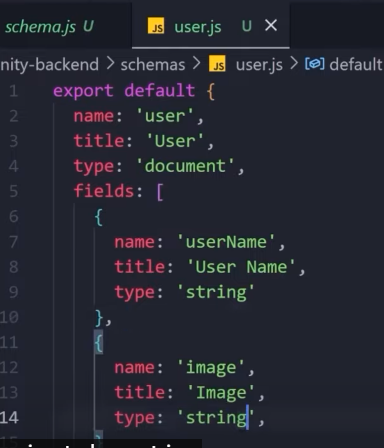 schema.js U
JS user.js U ×
nity-backend > schemas > JS user.js > default
1 export default {
2 name: 'user',
3 title: 'User',
4 type: 'document',
5 fields: [
6 {
7 name: 'userName',
8 title: 'User Name',
9 type: 'string'
10 },
11 {
12 name: 'image',
13 title: 'Image',
14 type: 'string',